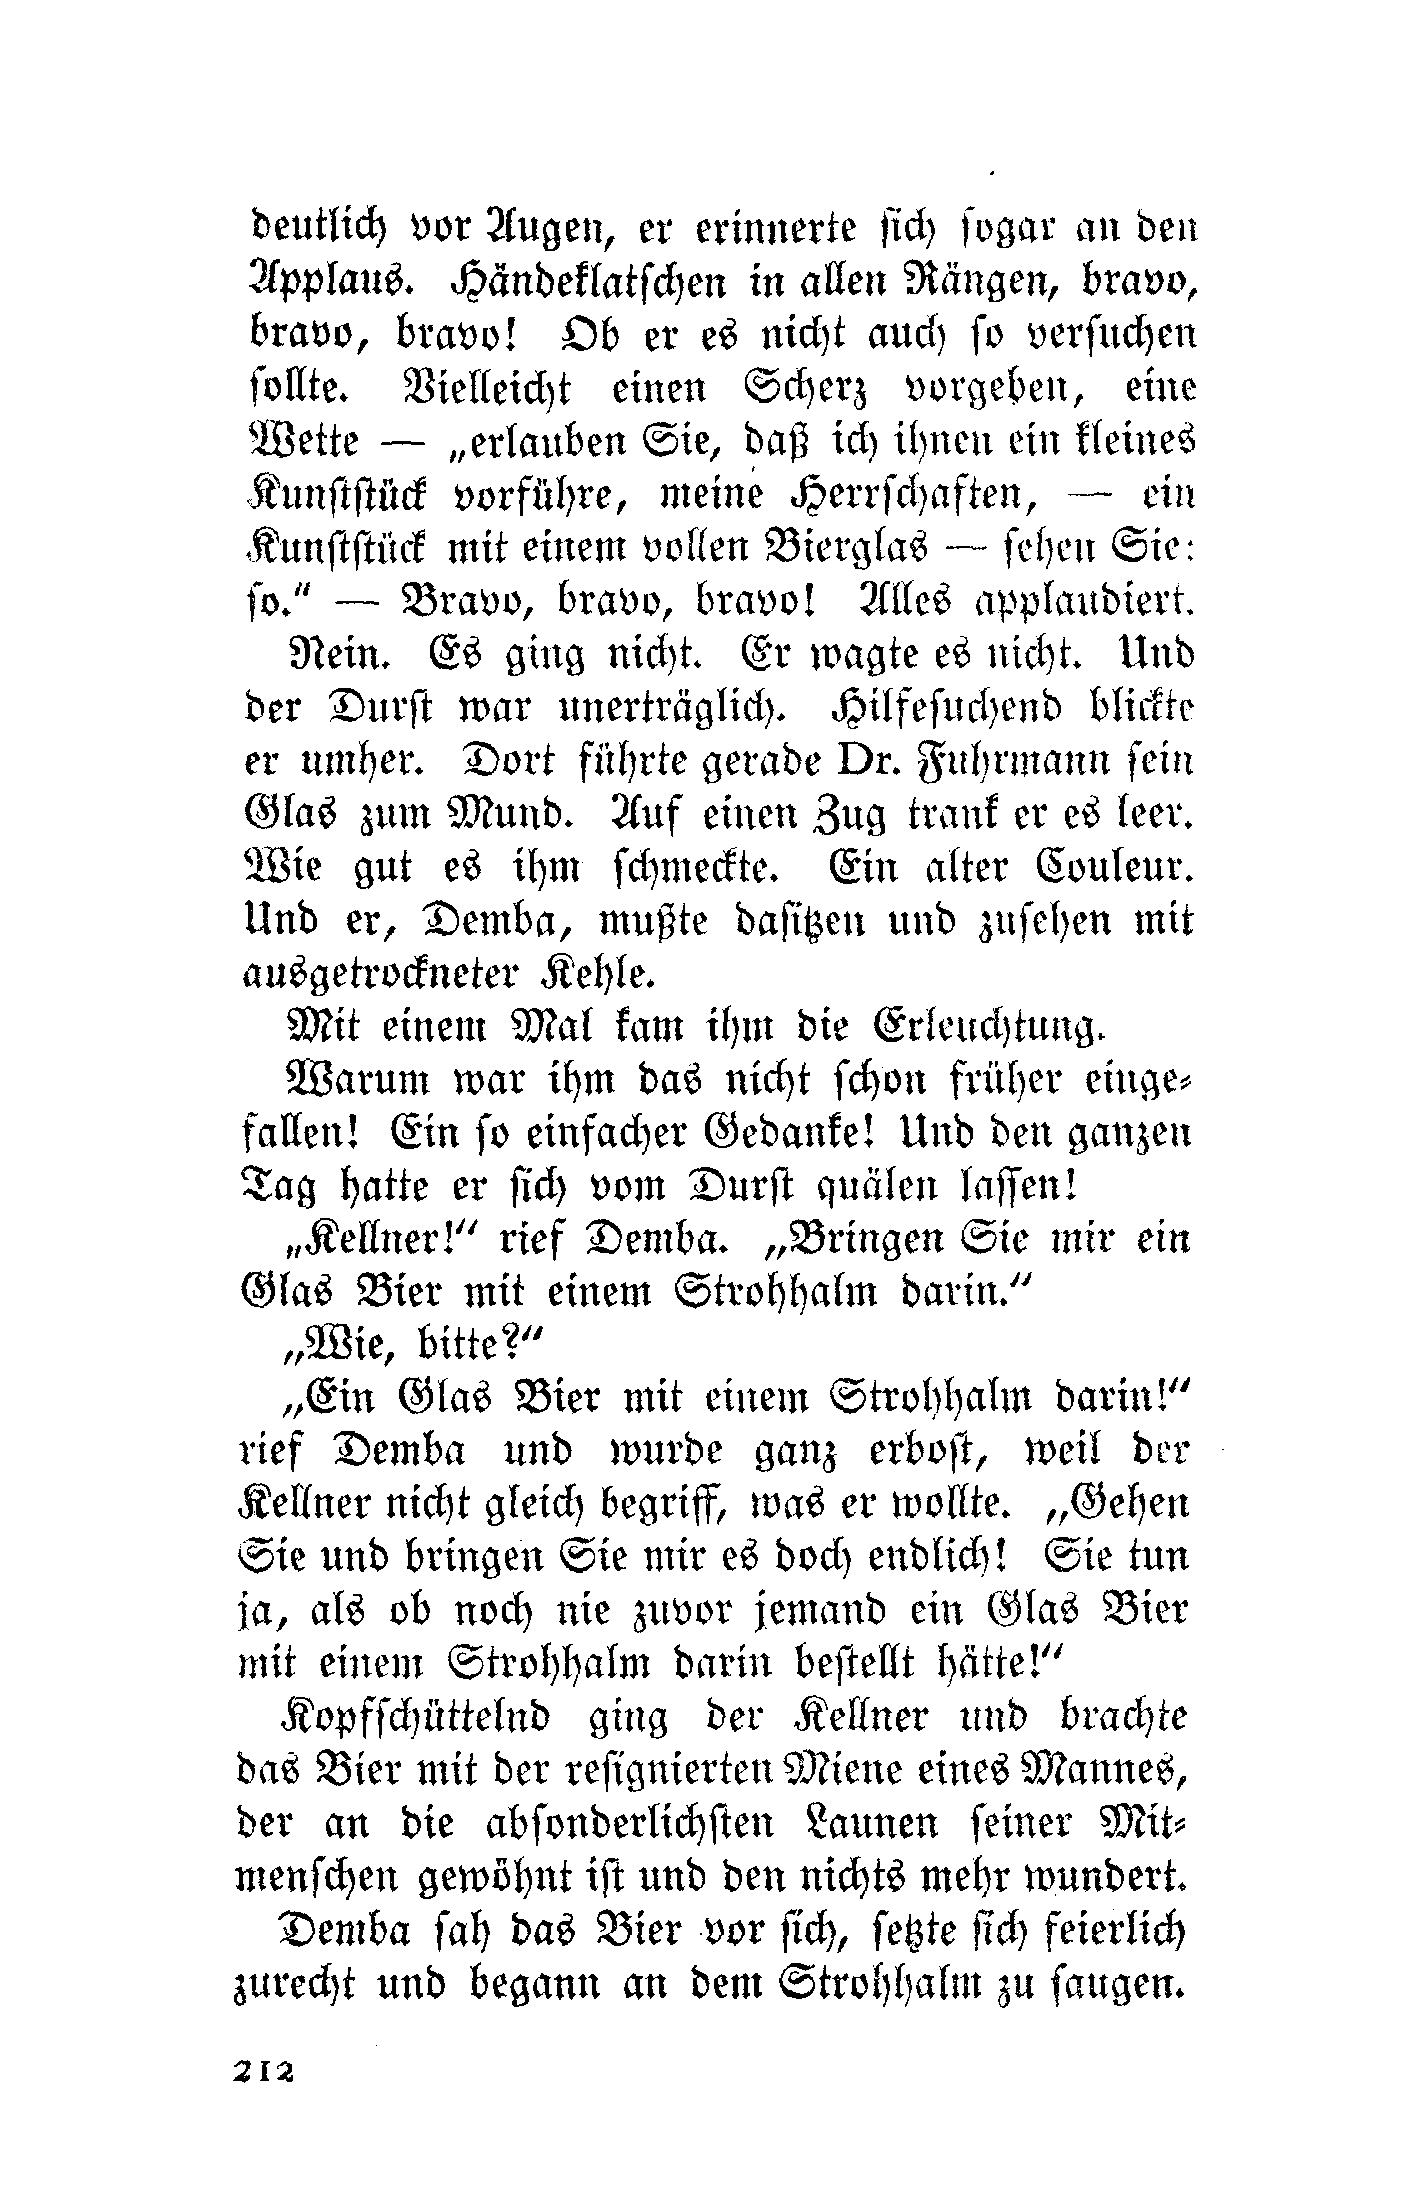 deutlich vor Augen, er erinnerte sich sogar an den
Applaus. Händeklatschen in allen Rängen, bravo,
bravo, bravo! Ob er es nicht auch so versuchen
sollte. Vielleicht einen Scherz vorgeben, eine
Wette — „erlauben Sie, daß ich ihnen ein kleines
Kunststück vorführe, meine Herrschaften, — ein
Kunststück mit einem vollen Bierglas — sehen Sie:
so.“ — Bravo, bravo, bravo! Alles applaudiert.
Nein. Es ging nicht. Er wagte es nicht. Und
der Durst war unerträglich. Hilfesuchend blickte
er umher. Dort führte gerade Dr. Fuhrmann sein
Glas zum Mund. Auf einen Zug trank er es leer.
Wie gut es ihm schmeckte. Ein alter Couleur.
Und er, Demba, mußte dasitzen und zusehen mit
ausgetrockneter Kehle.
Mit einem Mal kam ihm die Erleuchtung.
Warum war ihm das nicht schon früher einge-
fallen! Ein so einfacher Gedanke! Und den ganzen
Tag hatte er sich vom Durst quälen lassen!
„Kellner!“ rief Demba. „Bringen Sie mir ein
Glas Bier mit einem Strohhalm darin.“
„Wie, bitte?“
„Ein Glas Bier mit einem Strohhalm darin!“
rief Demba und wurde ganz erbost, weil der
Kellner nicht gleich begriff, was er wollte. „Gehen
Sie und bringen Sie mir es doch endlich! Sie tun
ja, als ob noch nie zuvor jemand ein Glas Bier
mit einem Strohhalm darin bestellt hätte!“
Kopfschüttelnd ging der Kellner und brachte
das Bier mit der resignierten Miene eines Mannes,
der an die absonderlichsten Launen seiner Mit-
menschen gewöhnt ist und den nichts mehr wundert.
Demba sah das Bier vor sich, setzte sich feierlich
zurecht und begann an dem Strohhalm zu saugen.
212